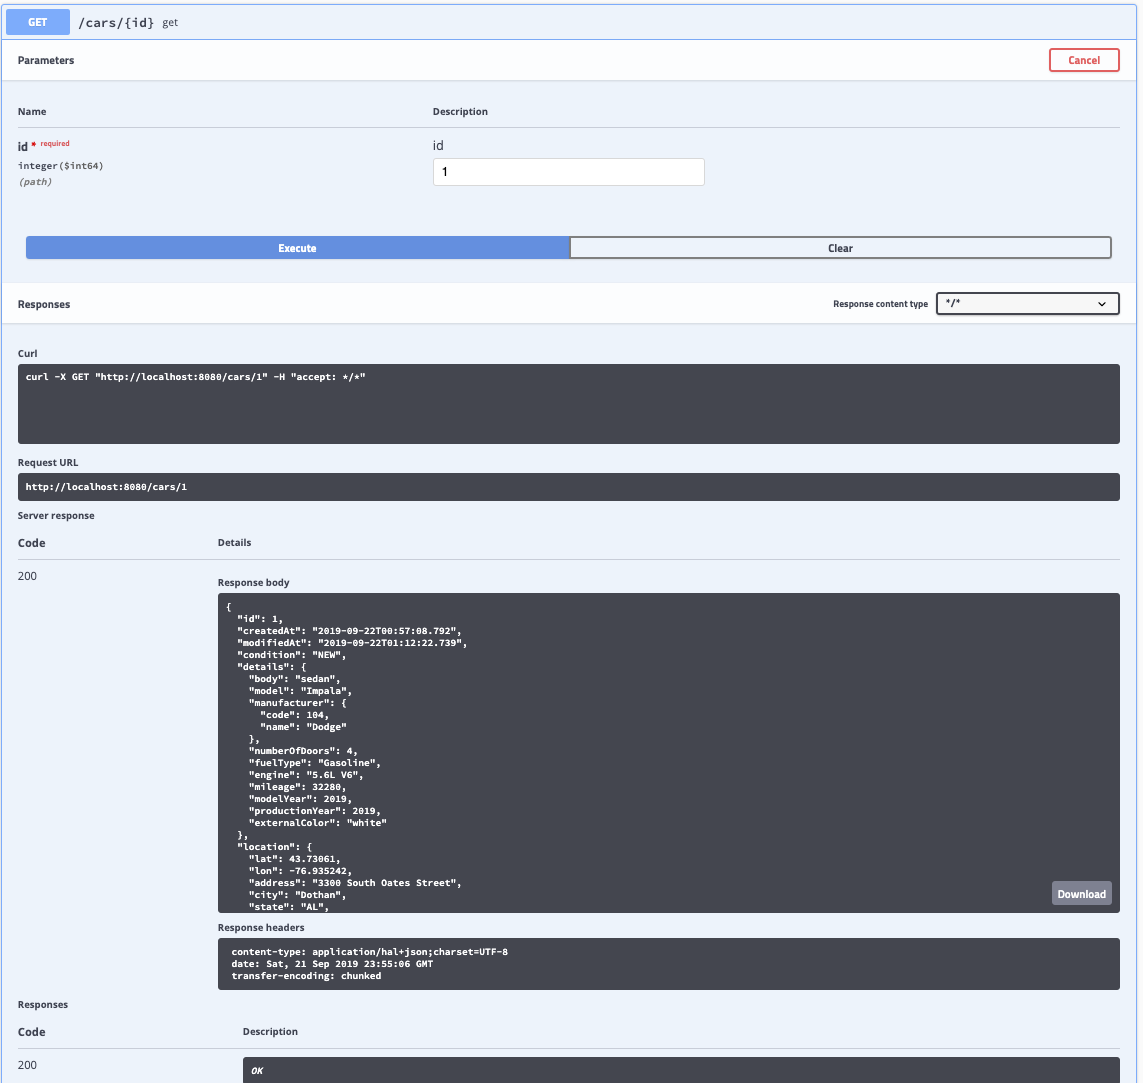 GET /cars/{id} get
Parameters Cancel
Name Description
id * required id
integer($int64) 1
(path)
Execute Clear
Responses Response content type */*
Curl
curl -X GET "http://localhost:8080/cars/1" -H "accept: */*"
Request URL
http://localhost:8080/cars/1
Server response
Code Details
200
Response body
{
  "id": 1,
  "createdAt": "2019-09-22T00:57:08.792",
  "modifiedAt": "2019-09-22T01:12:22.739",
  "condition": "NEW",
  "details": {
    "body": "sedan",
    "model": "Impala",
    "manufacturer": {
      "code": 104,
      "name": "Dodge"
    },
    "numberOfDoors": 4,
    "fuelType": "Gasoline",
    "engine": "5.6L V6",
    "mileage": 32280,
    "modelYear": 2019,
    "productionYear": 2019,
    "externalColor": "white"
  },
  "location": {
    "lat": 43.73061,
    "lon": -76.935242,
    "address": "3300 South Oates Street",
    "city": "Dothan",
    "state": "AL",
Download
Response headers
content-type: application/hal+json;charset=UTF-8
date: Sat, 21 Sep 2019 23:55:06 GMT
transfer-encoding: chunked
Responses
Code Description
200 OK